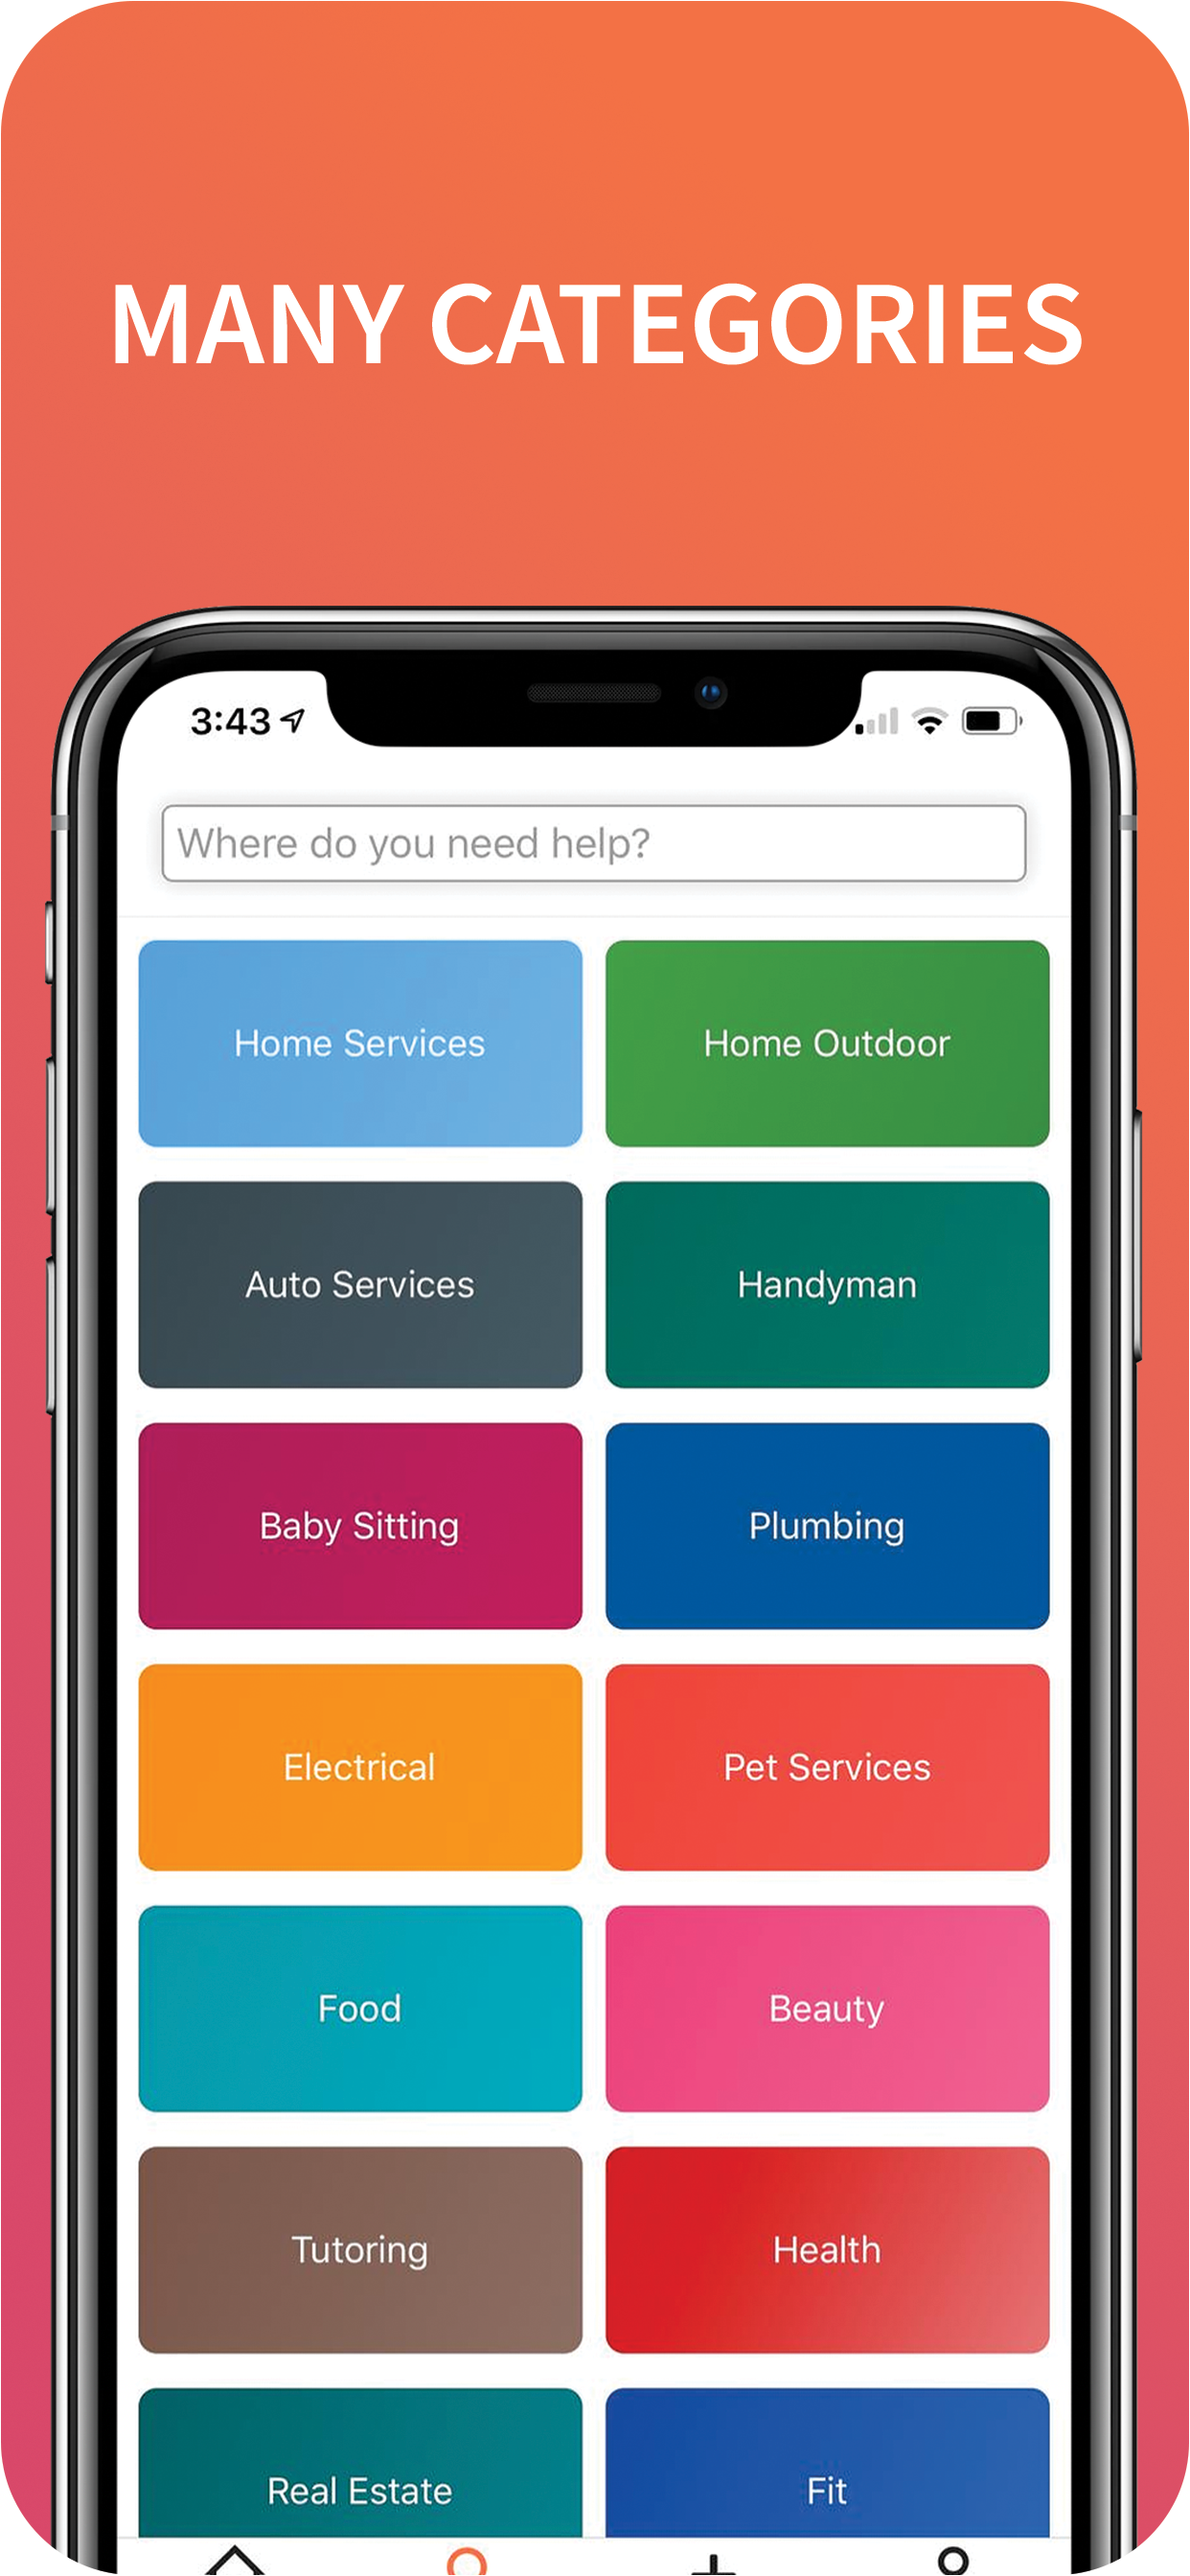 MANY CATEGORIES
3:43
Where do you need help?
Home Services
Home Outdoor
Auto Services
Handyman
Baby Sitting
Plumbing
Electrical
Pet Services
Food
Beauty
Tutoring
Health
Real Estate
Fit